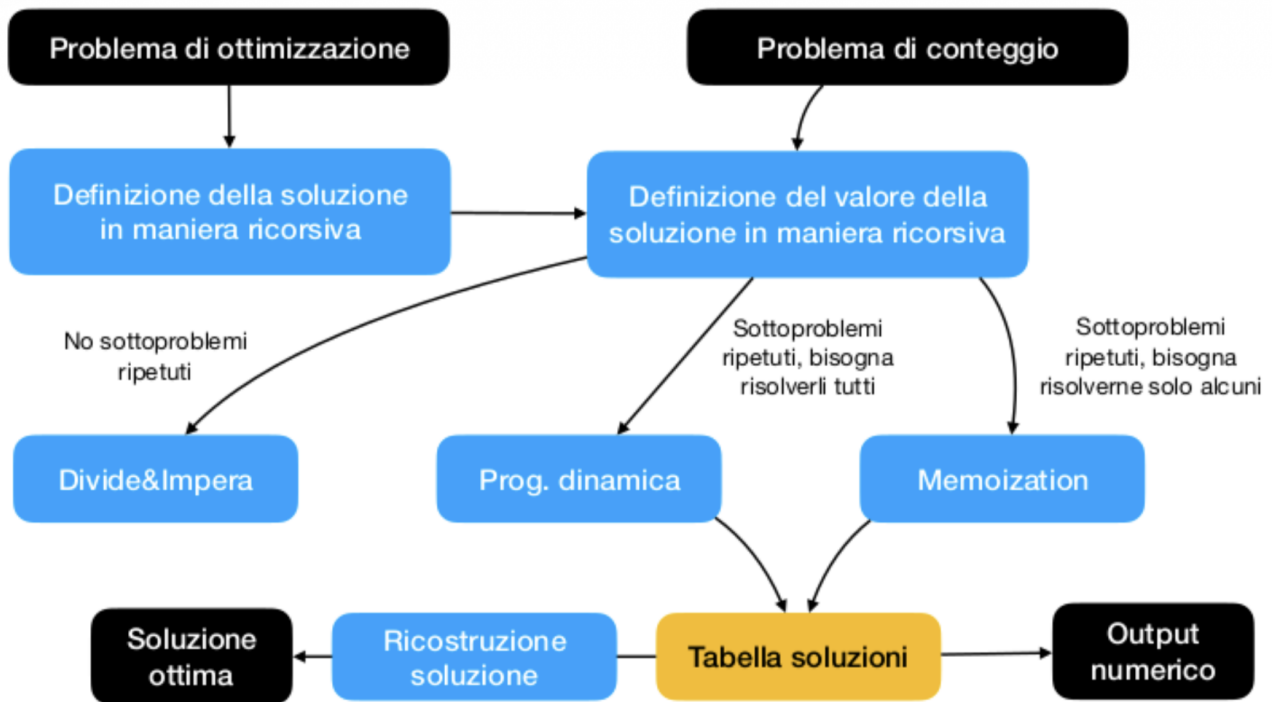 Problema di ottimizzazione
Problema di conteggio
Definizione della soluzione
in maniera ricorsiva
Definizione del valore della
soluzione in maniera ricorsiva
No sottoproblemi
ripetuti
Sottoproblemi
ripetuti, bisogna
risolverli tutti
Sottoproblemi
ripetuti, bisogna
risolverne solo alcuni
Divide&Impera
Prog. dinamica
Memoization
Soluzione
ottima
Ricostruzione
soluzione
Tabella soluzioni
Output
numerico